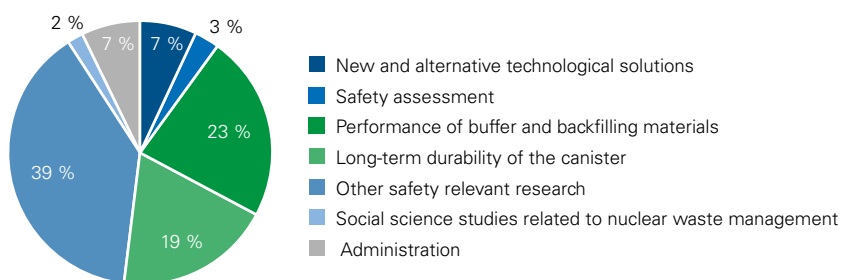 2 %
3 %
7 %
7 %
23 %
39 %
19 %
New and alternative technological solutions
Safety assessment
Performance of buffer and backfilling materials
Long-term durability of the canister
Other safety relevant research
Social science studies related to nuclear waste management
Administration